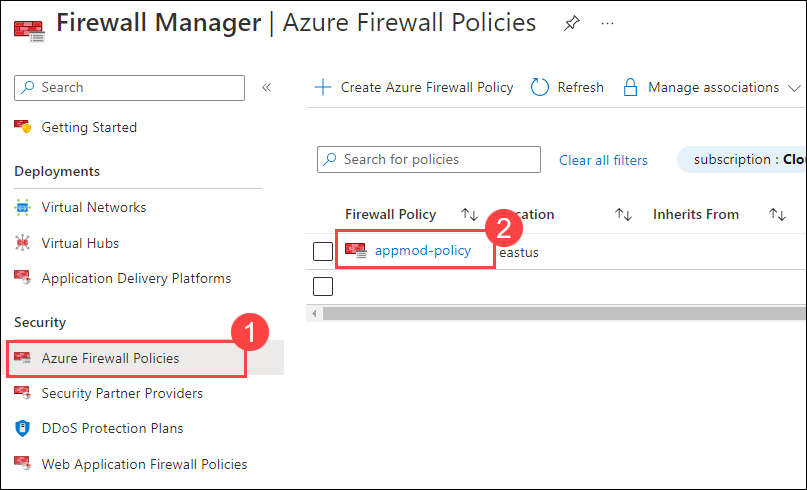 Firewall Manager | Azure Firewall Policies
Search
Getting Started
Deployments
Virtual Networks
Virtual Hubs
Application Delivery Platforms
Security
1
Azure Firewall Policies
Security Partner Providers
DDoS Protection Plans
Web Application Firewall Policies
Create Azure Firewall Policy Refresh Manage associations
Search for policies Clear all filters subscription : Clo
Firewall Policy cation Inherits From
2
appmod-policy eastus